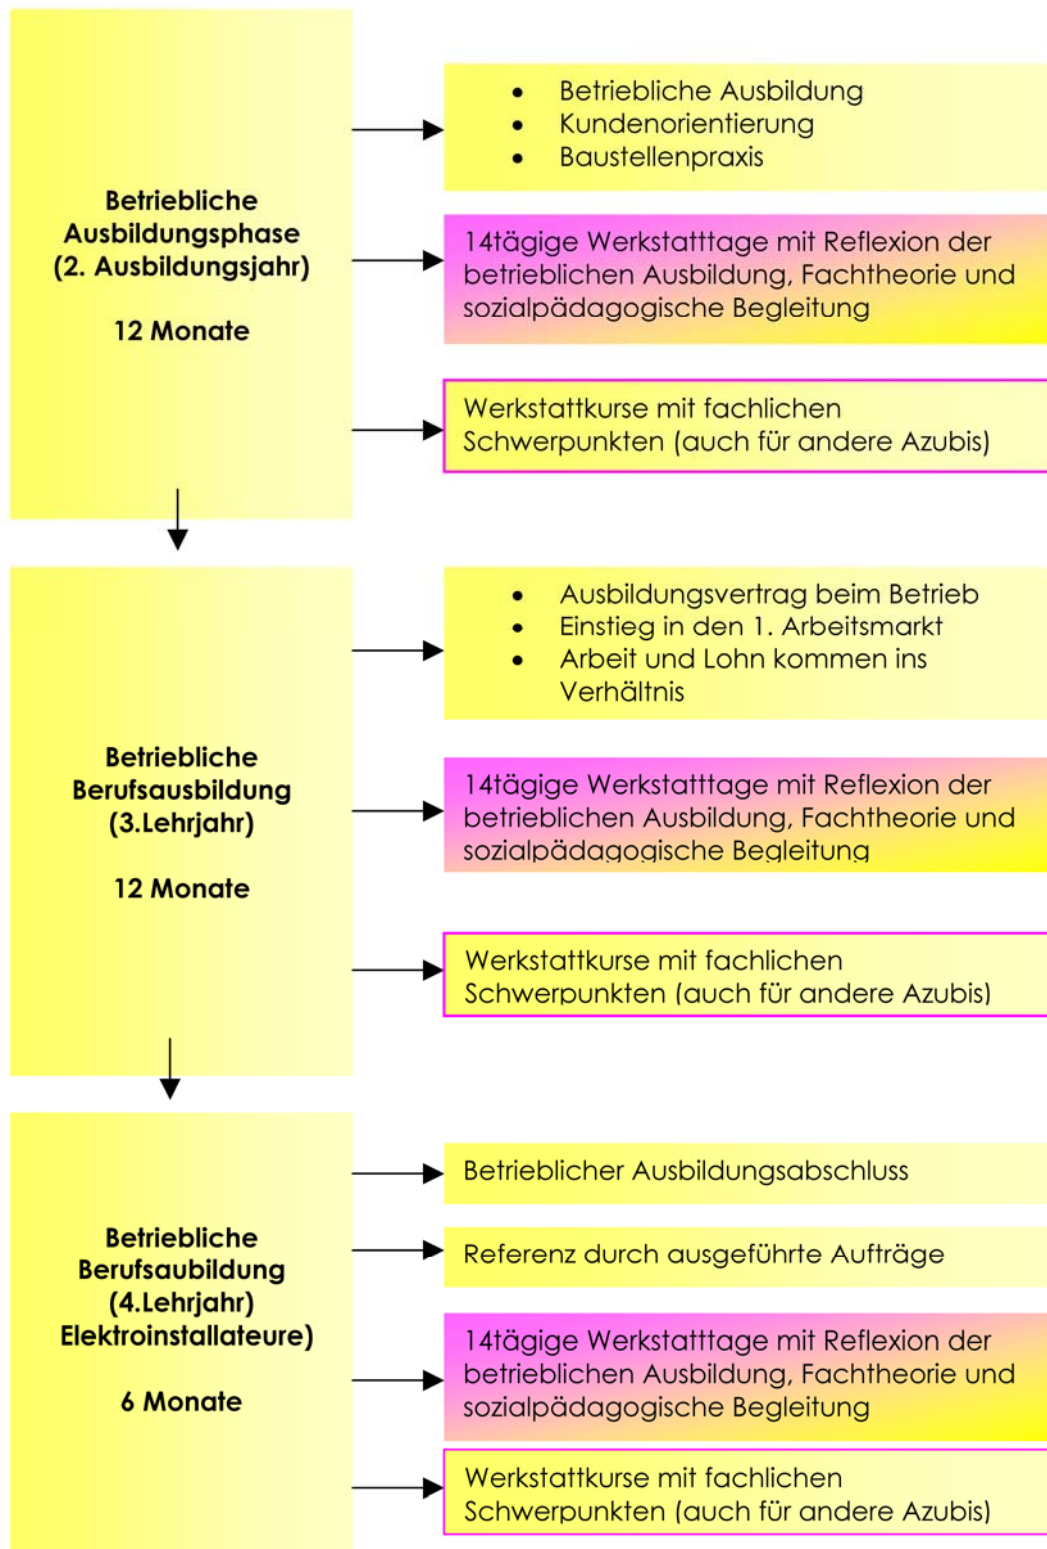 Betriebliche
Ausbildungsphase
(2. Ausbildungsjahr)
12 Monate
• Betriebliche Ausbildung
• Kundenorientierung
• Baustellenpraxis
14tägige Werkstatttage mit Reflexion der
betrieblichen Ausbildung, Fachtheorie und
sozialpädagogische Begleitung
Werkstattkurse mit fachlichen
Schwerpunkten (auch für andere Azubis)
Betriebliche
Berufsausbildung
(3.Lehrjahr)
12 Monate
• Ausbildungsvertrag beim Betrieb
• Einstieg in den 1. Arbeitsmarkt
• Arbeit und Lohn kommen ins
Verhältnis
14tägige Werkstatttage mit Reflexion der
betrieblichen Ausbildung, Fachtheorie und
sozialpädagogische Begleitung
Werkstattkurse mit fachlichen
Schwerpunkten (auch für andere Azubis)
Betriebliche
Berufsaubildung
(4.Lehrjahr)
Elektroinstallateure)
6 Monate
Betrieblicher Ausbildungsabschluss
Referenz durch ausgeführte Aufträge
14tägige Werkstatttage mit Reflexion der
betrieblichen Ausbildung, Fachtheorie und
sozialpädagogische Begleitung
Werkstattkurse mit fachlichen
Schwerpunkten (auch für andere Azubis)